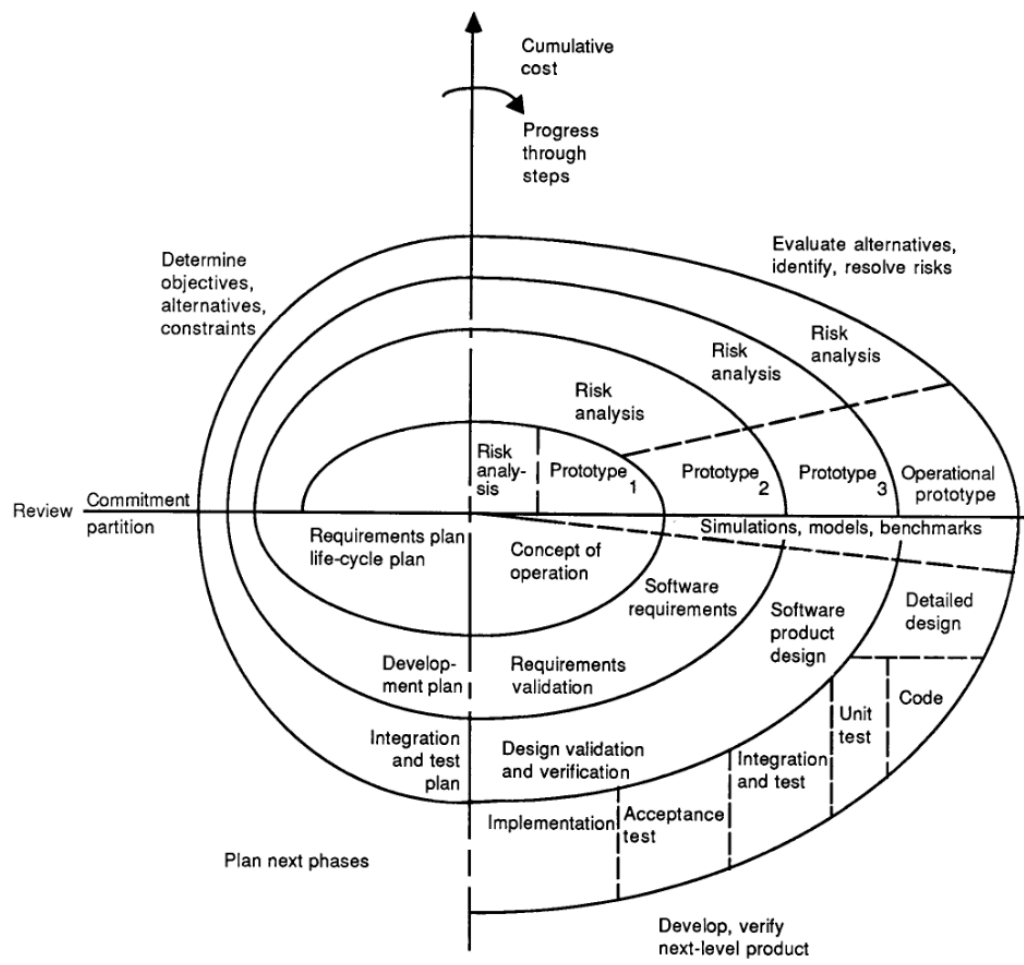 Cumulative
cost
Progress
through
steps
Determine
objectives,
alternatives,
constraints
Evaluate alternatives,
identify, resolve risks
Risk
analysis
Risk
analysis
Risk
analysis
Risk
analy-
sis
Prototype 1
Prototype 2
Prototype 3
Operational
prototype
Review
Commitment
partition
Simulations, models, benchmarks
Requirements plan
life-cycle plan
Concept of
operation
Software
requirements
Software
product
design
Detailed
design
Develop-
ment plan
Requirements
validation
Code
Unit
test
Integration
and test
plan
Design validation
and verification
Integration
and test
Acceptance
test
Implementation
Plan next phases
Develop, verify
next-level product